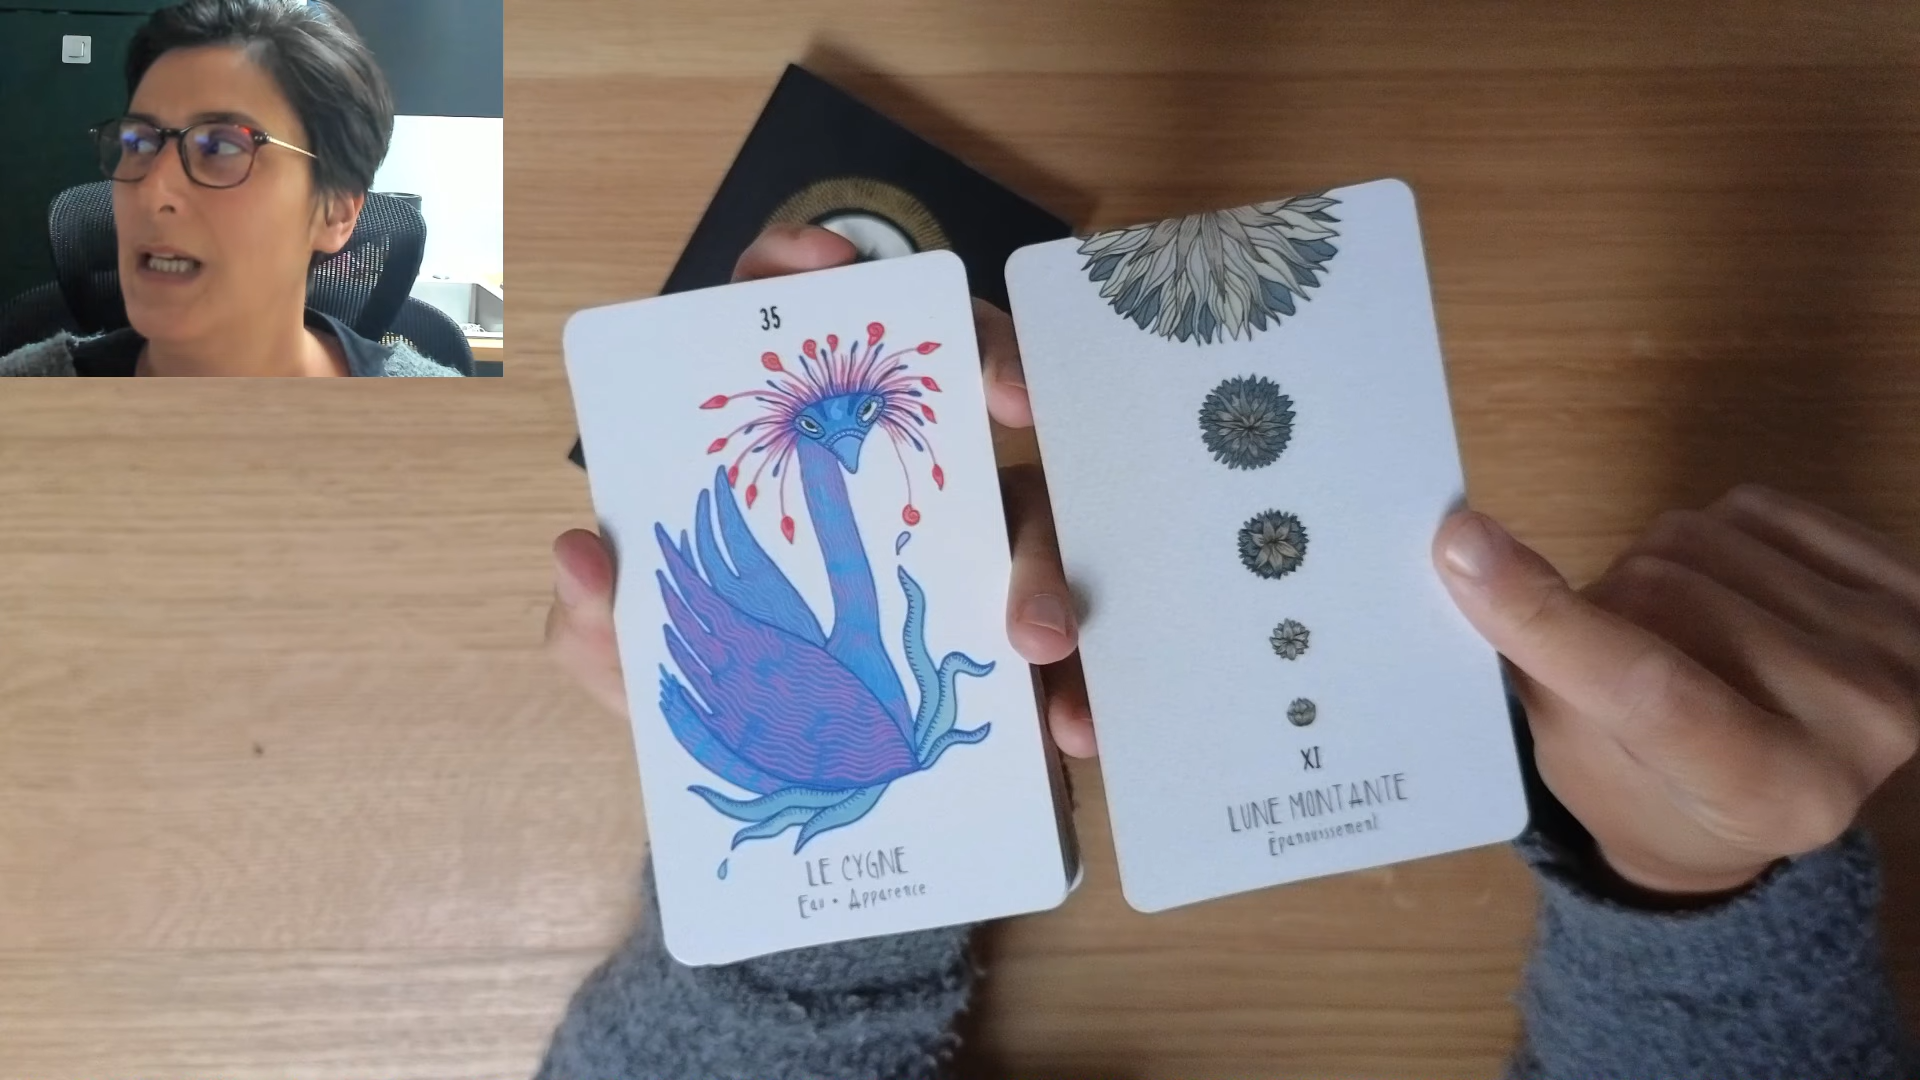 35
LE CYGNE
Eau • Apparence
XI
LUNE MONTANTE
Épanouissement